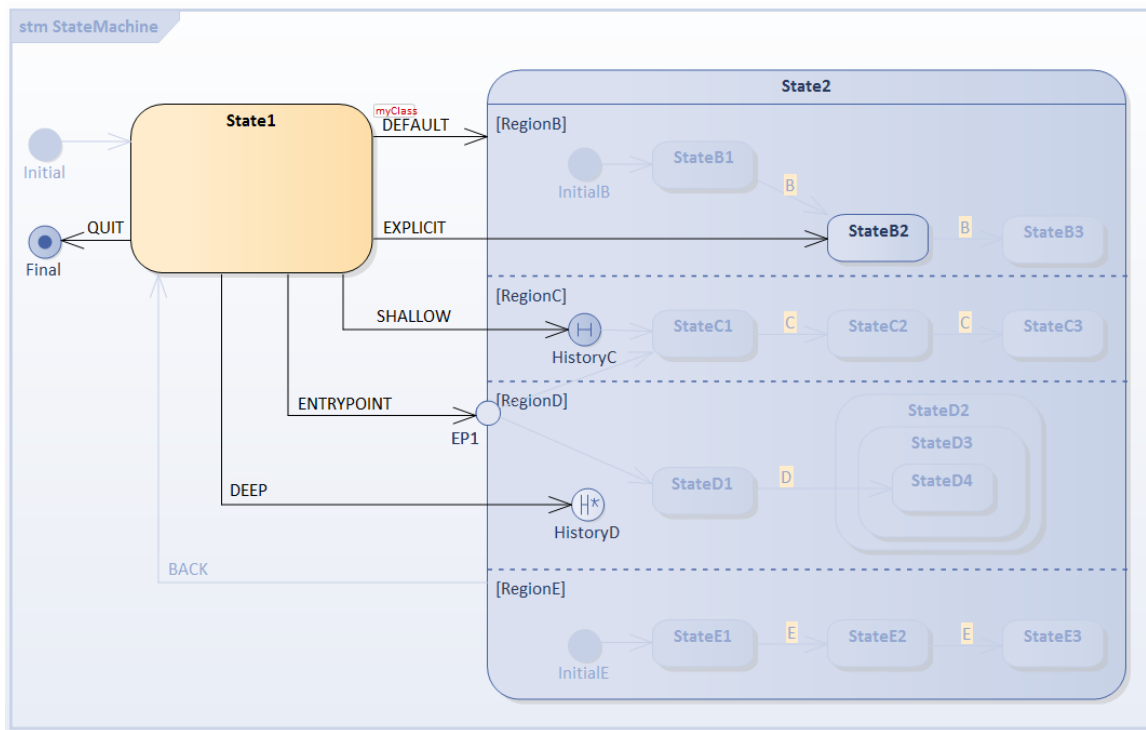 stm StateMachine
State2
myClass
State1
DEFAULT
[RegionB]
StateB1
Initial
InitialB
B
QUIT
EXPLICIT
StateB2
B
StateB3
Final
[RegionC]
SHALLOW
StateC1
C
StateC2
C
StateC3
HistoryC
ENTRYPOINT
[RegionD]
StateD2
EP1
StateD3
DEEP
StateD1
D
StateD4
H*
HistoryD
BACK
[RegionE]
StateE1
E
StateE2
E
StateE3
InitialE